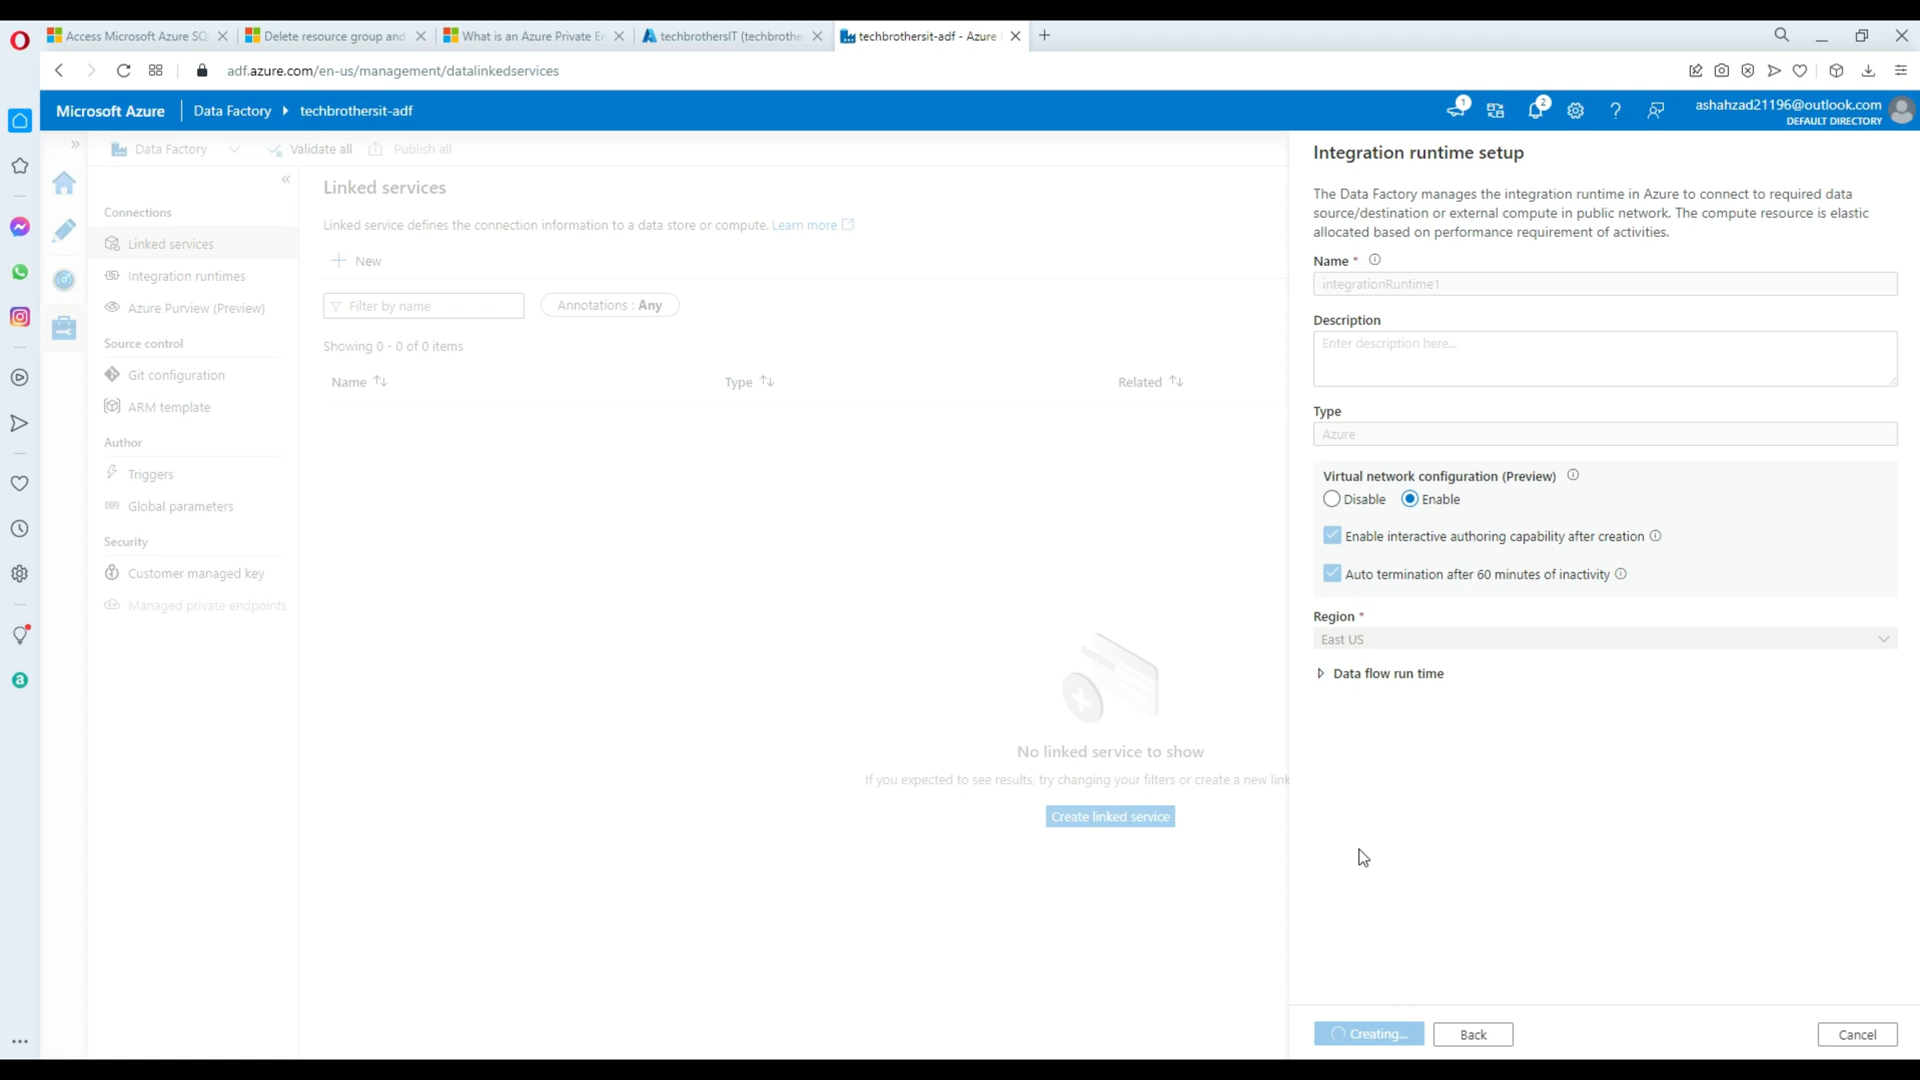 Access Microsoft Azure SQ
Delete resource group and
What is an Azure Private E
techbrothersIT (techbrothe
techbrothersit-adf - Azure
adf.azure.com/en-us/management/datalinkedservices
Microsoft Azure
Data Factory
techbrothersit-adf
1
2
ashahzad21196@outlook.com
DEFAULT DIRECTORY
Data Factory
Validate all
Publish all
Connections
Linked services
Integration runtimes
Azure Purview (Preview)
Source control
Git configuration
ARM template
Author
Triggers
Global parameters
Security
Customer managed key
Managed private endpoints
Linked services
Linked service defines the connection information to a data store or compute. Learn more
New
Filter by name
Annotations : Any
Showing 0 - 0 of 0 items
Name
Type
Related
No linked service to show
If you expected to see results, try changing your filters or create a new link
Create linked service
Integration runtime setup
The Data Factory manages the integration runtime in Azure to connect to required data
source/destination or external compute in public network. The compute resource is elastic
allocated based on performance requirement of activities.
Name *
integrationRuntime1
Description
Enter description here...
Type
Azure
Virtual network configuration (Preview)
Disable
Enable
Enable interactive authoring capability after creation
Auto termination after 60 minutes of inactivity
Region *
East US
Data flow run time
Creating...
Back
Cancel